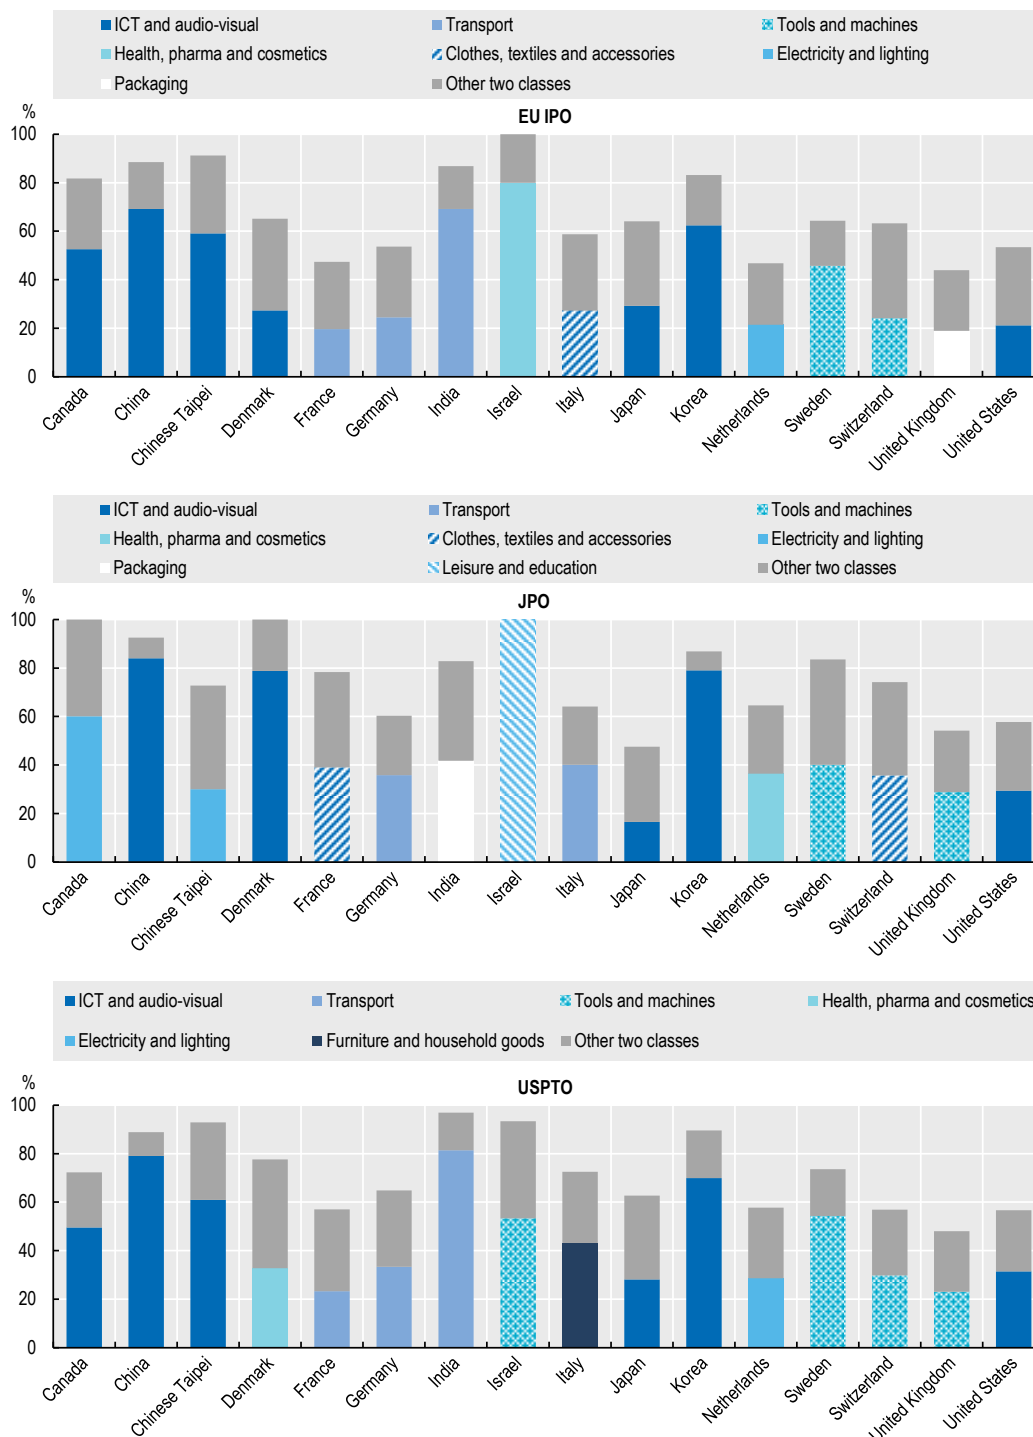 ICT and audio-visual Transport Tools and machines
Health, pharma and cosmetics Clothes, textiles and accessories Electricity and lighting
Packaging Other two classes
%
EU IPO
100
80
60
40
20
0
Canada China Chinese Taipei Denmark France Germany India Israel Italy Japan Korea Netherlands Sweden Switzerland United Kingdom United States
ICT and audio-visual Transport Tools and machines
Health, pharma and cosmetics Clothes, textiles and accessories Electricity and lighting
Packaging Leisure and education Other two classes
%
JPO
100
80
60
40
20
0
Canada China Chinese Taipei Denmark France Germany India Israel Italy Japan Korea Netherlands Sweden Switzerland United Kingdom United States
ICT and audio-visual Transport Tools and machines Health, pharma and cosmetics
Electricity and lighting Furniture and household goods Other two classes
%
USPTO
100
80
60
40
20
0
Canada China Chinese Taipei Denmark France Germany India Israel Italy Japan Korea Netherlands Sweden Switzerland United Kingdom United States